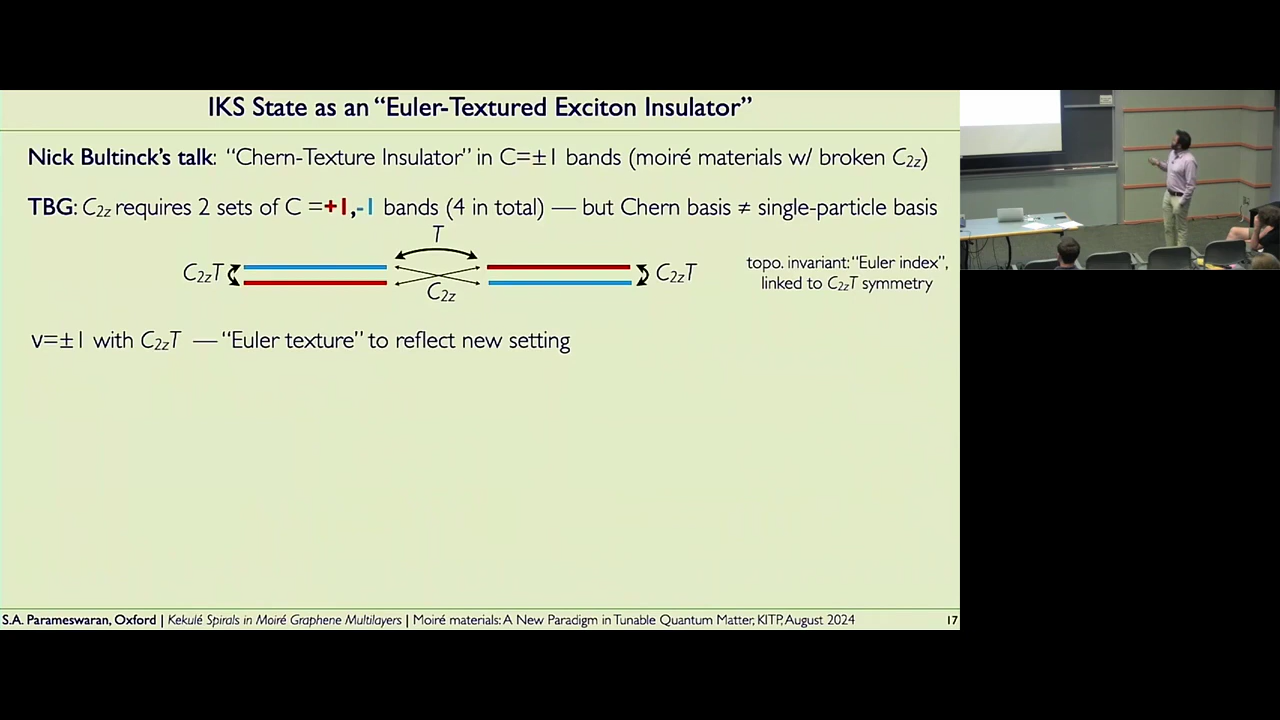 IKS State as an “Euler-Textured Exciton Insulator”
Nick Bultinck’s talk: “Chern-Texture Insulator” in C=±1 bands (moiré materials w/ broken C₂z)
TBG: C₂z requires 2 sets of C =+1,-1 bands (4 in total) — but Chern basis ≠ single-particle basis
T
C₂zT
C₂zT
C₂z
topo. invariant: “Euler index”,
linked to C₂zT symmetry
ν=±1 with C₂zT — “Euler texture” to reflect new setting
S.A. Parameswaran, Oxford | Kekulé Spirals in Moiré Graphene Multilayers | Moiré materials: A New Paradigm in Tunable Quantum Matter, KITP, August 2024 17